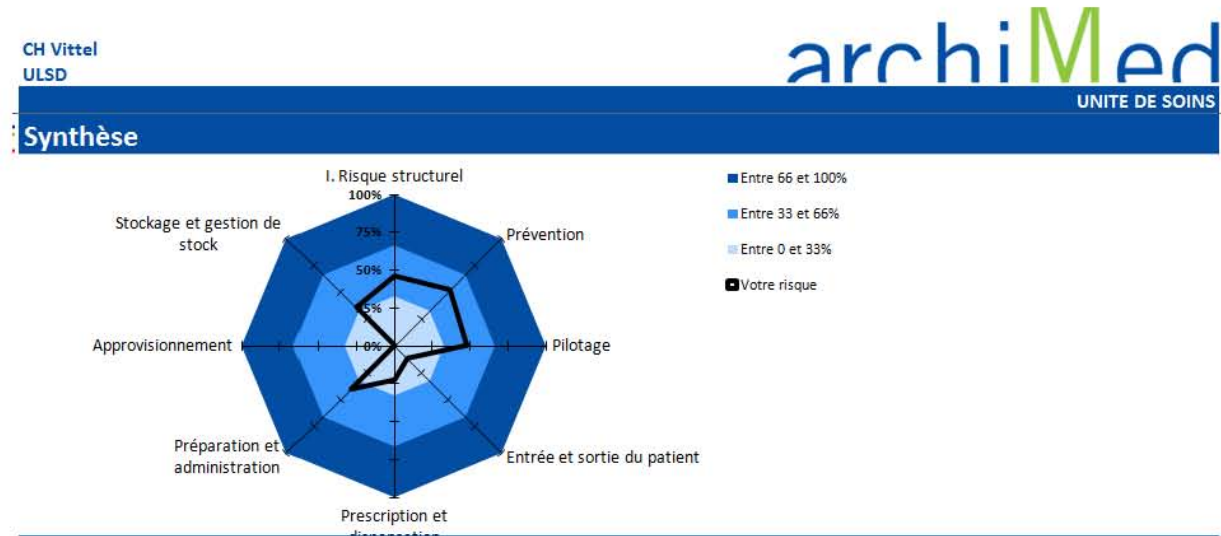 CH Vittel
ULSD
archiMed
UNITE DE SOINS
Synthèse
I. Risque structurel
100%
75%
50%
25%
0%
Stockage et gestion de
stock
Prévention
Approvisionnement
Pilotage
Préparation et
administration
Entrée et sortie du patient
Prescription et
dispensation
Entre 66 et 100%
Entre 33 et 66%
Entre 0 et 33%
Votre risque